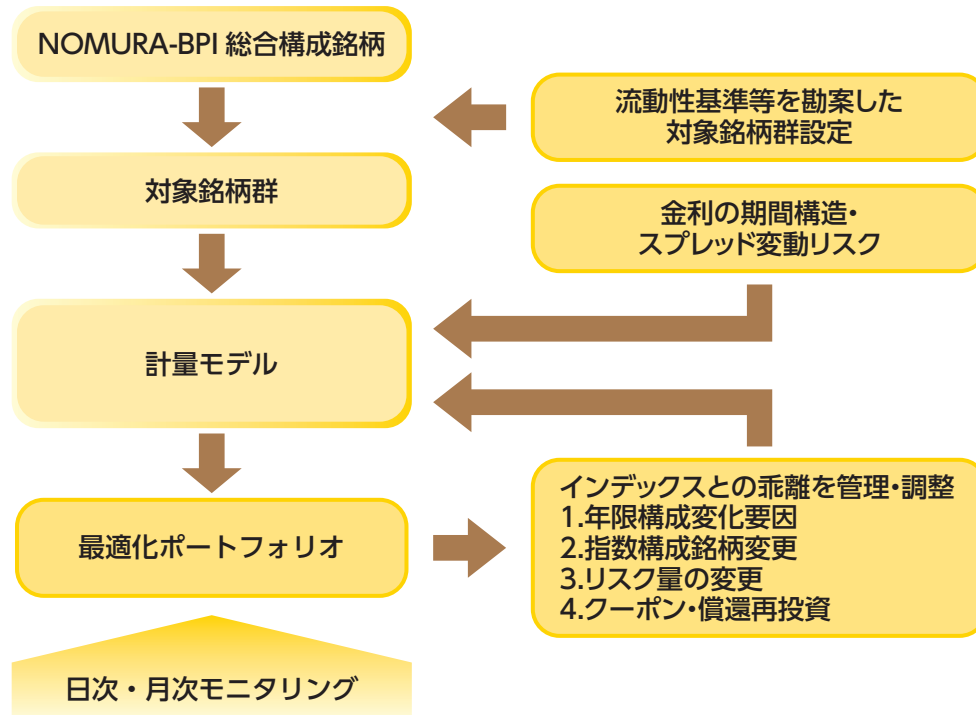 NOMURA-BPI 総合構成銘柄
流動性基準等を勘案した
対象銘柄群設定
対象銘柄群
金利の期間構造・
スプレッド変動リスク
計量モデル
最適化ポートフォリオ
インデックスとの乖離を管理・調整
1.年限構成変化要因
2.指数構成銘柄変更
3.リスク量の変更
4.クーポン・償還再投資
日次・月次モニタリング